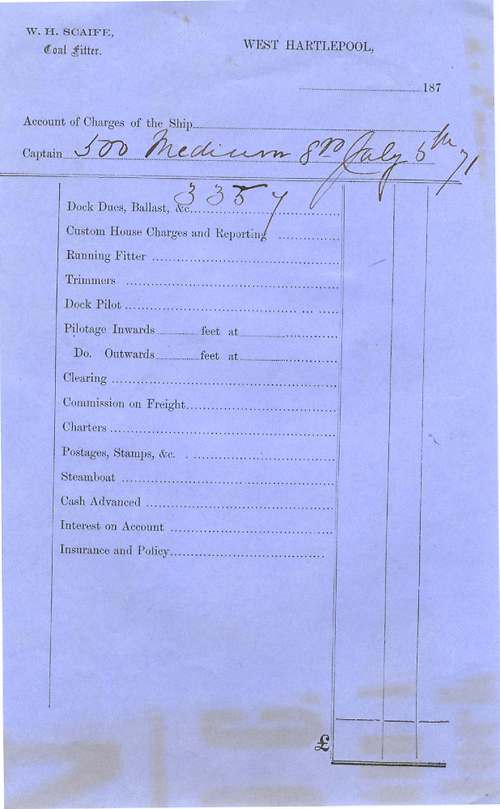 W. H. SCAIFE,
Coal Fitter.
WEST HARTLEPOOL,
187
Account of Charges of the Ship
Captain 500 Medium 8vo July 5th 71
3357
Dock Dues, Ballast, &c.
Custom House Charges and Reporting
Running Fitter
Trimmers
Dock Pilot
Pilotage Inwards feet at
Do. Outwards feet at
Clearing
Commission on Freight
Charters
Postages, Stamps, &c.
Steamboat
Cash Advanced
Interest on Account
Insurance and Policy
£